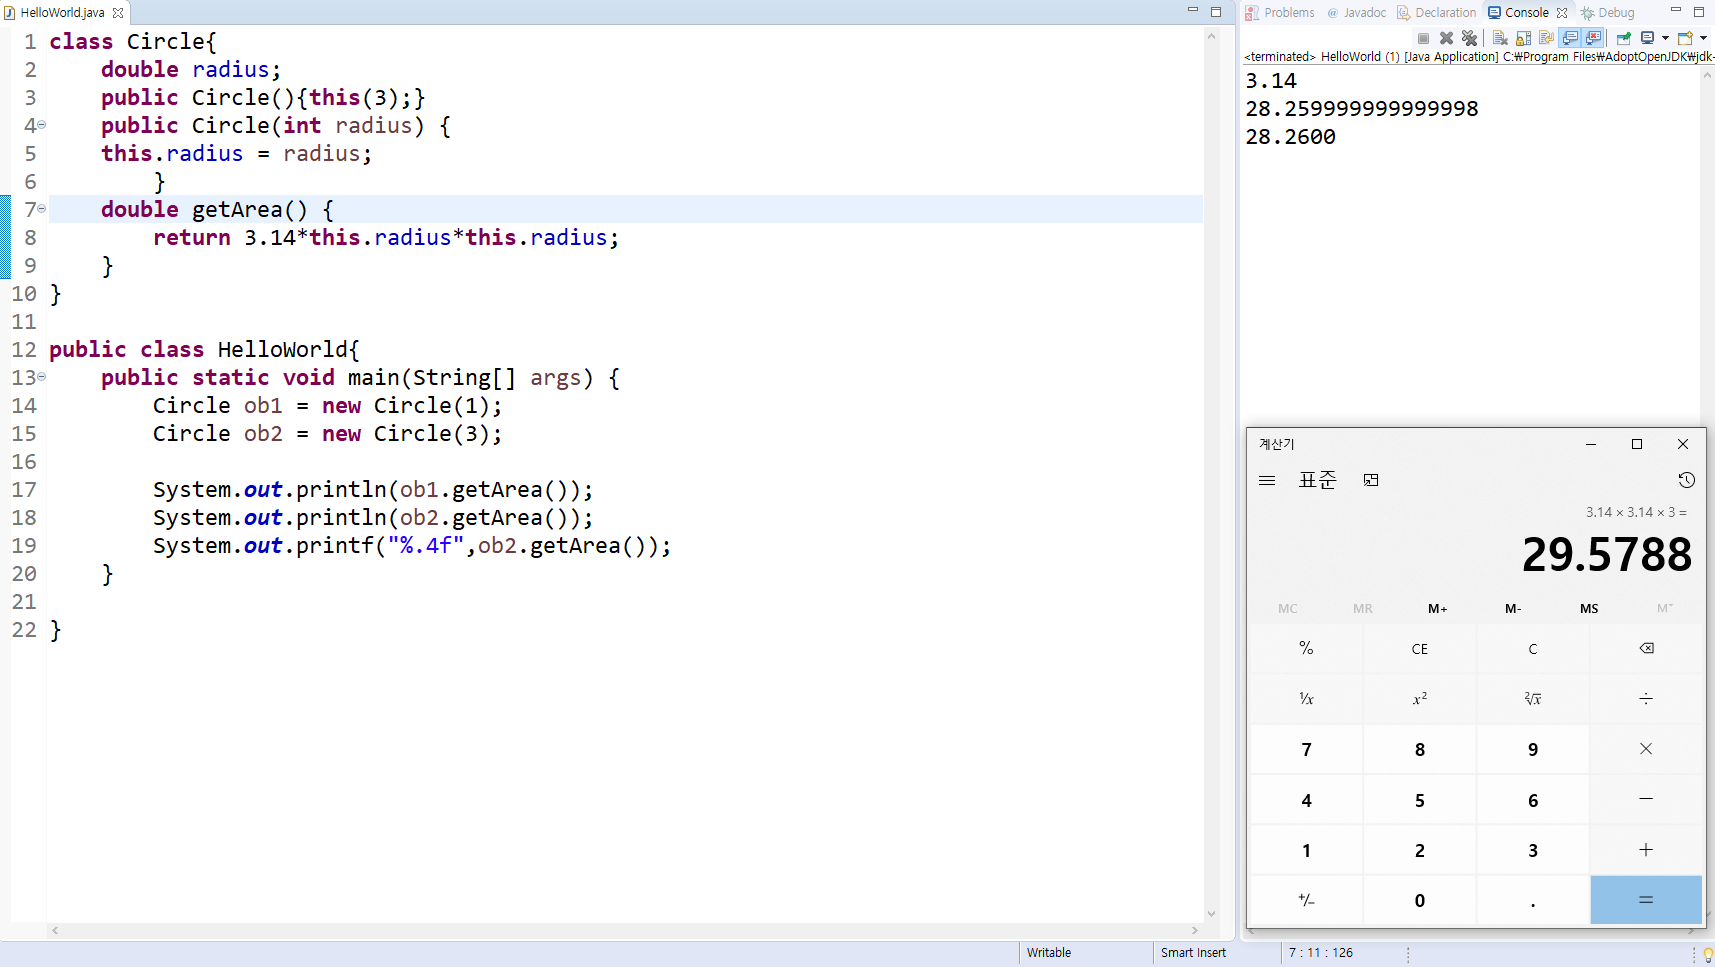 HelloWorld.java
1 class Circle{
2 double radius;
3 public Circle(){this(3);}
4 public Circle(int radius) {
5 this.radius = radius;
6 }
7 double getArea() {
8 return 3.14*this.radius*this.radius;
9 }
10 }
11
12 public class HelloWorld{
13 public static void main(String[] args) {
14 Circle ob1 = new Circle(1);
15 Circle ob2 = new Circle(3);
16
17 System.out.println(ob1.getArea());
18 System.out.println(ob2.getArea());
19 System.out.printf("%.4f",ob2.getArea());
20 }
21
22 }
Problems @ Javadoc Declaration Console Debug
<terminated> HelloWorld (1) [Java Application] C:₩Program Files₩AdoptOpenJDK₩jdk-
3.14
28.259999999999998
28.2600
계산기
표준
3.14 × 3.14 × 3 =
29.5788
MC MR M+ M- MS M˅
% CE C
¹⁄x x² ²√x ÷
7 8 9 ×
4 5 6 −
1 2 3 +
+/− 0 . =
Writable Smart Insert 7 : 11 : 126